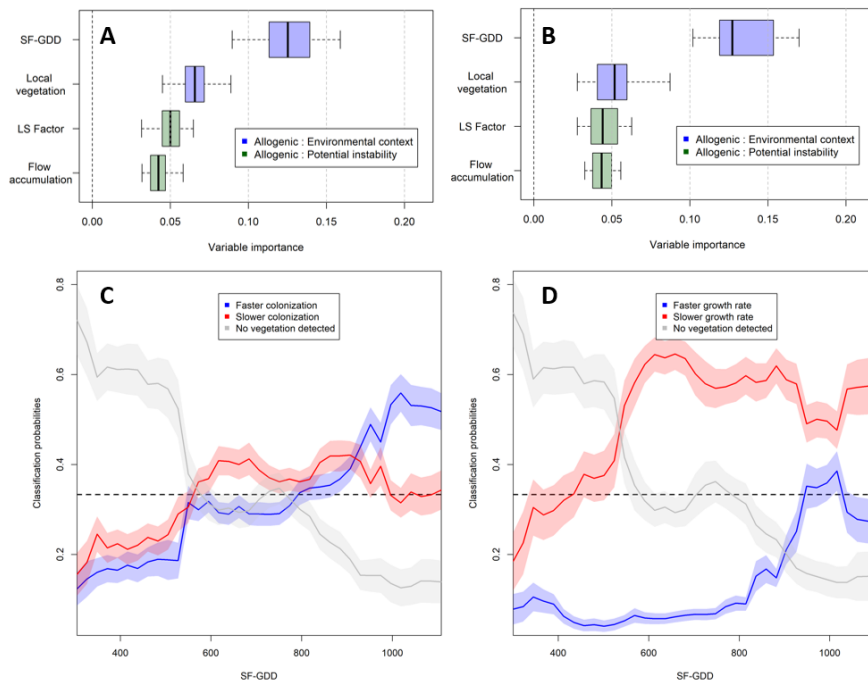 A
SF-GDD
Local
vegetation
LS Factor
Flow
accumulation
Allogenic : Environmental context
Allogenic : Potential instability
0.00 0.05 0.10 0.15 0.20
Variable importance
B
SF-GDD
Local
vegetation
LS Factor
Flow
accumulation
Allogenic : Environmental context
Allogenic : Potential instability
0.00 0.05 0.10 0.15 0.20
Variable importance
C
Faster colonization
Slower colonization
No vegetation detected
Classification probabilities
0.8
0.6
0.4
0.2
400 600 800 1000
SF-GDD
D
Faster growth rate
Slower growth rate
No vegetation detected
Classification probabilities
0.8
0.6
0.4
0.2
400 600 800 1000
SF-GDD